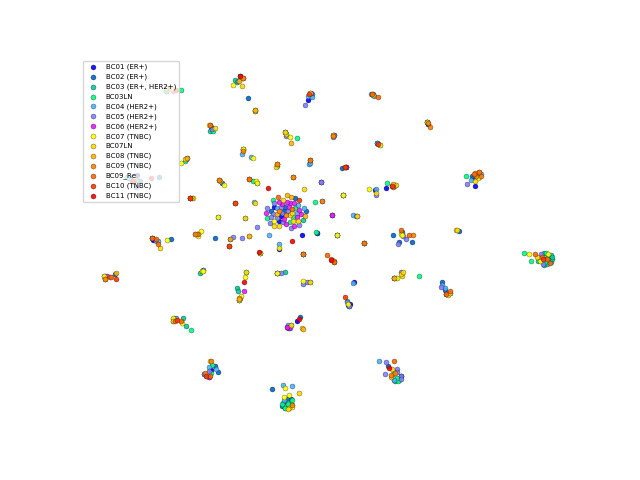 BC01 (ER+)
BC02 (ER+)
BC03 (ER+, HER2+)
BC03LN
BC04 (HER2+)
BC05 (HER2+)
BC06 (HER2+)
BC07 (TNBC)
BC07LN
BC08 (TNBC)
BC09 (TNBC)
BC09_Re
BC10 (TNBC)
BC11 (TNBC)